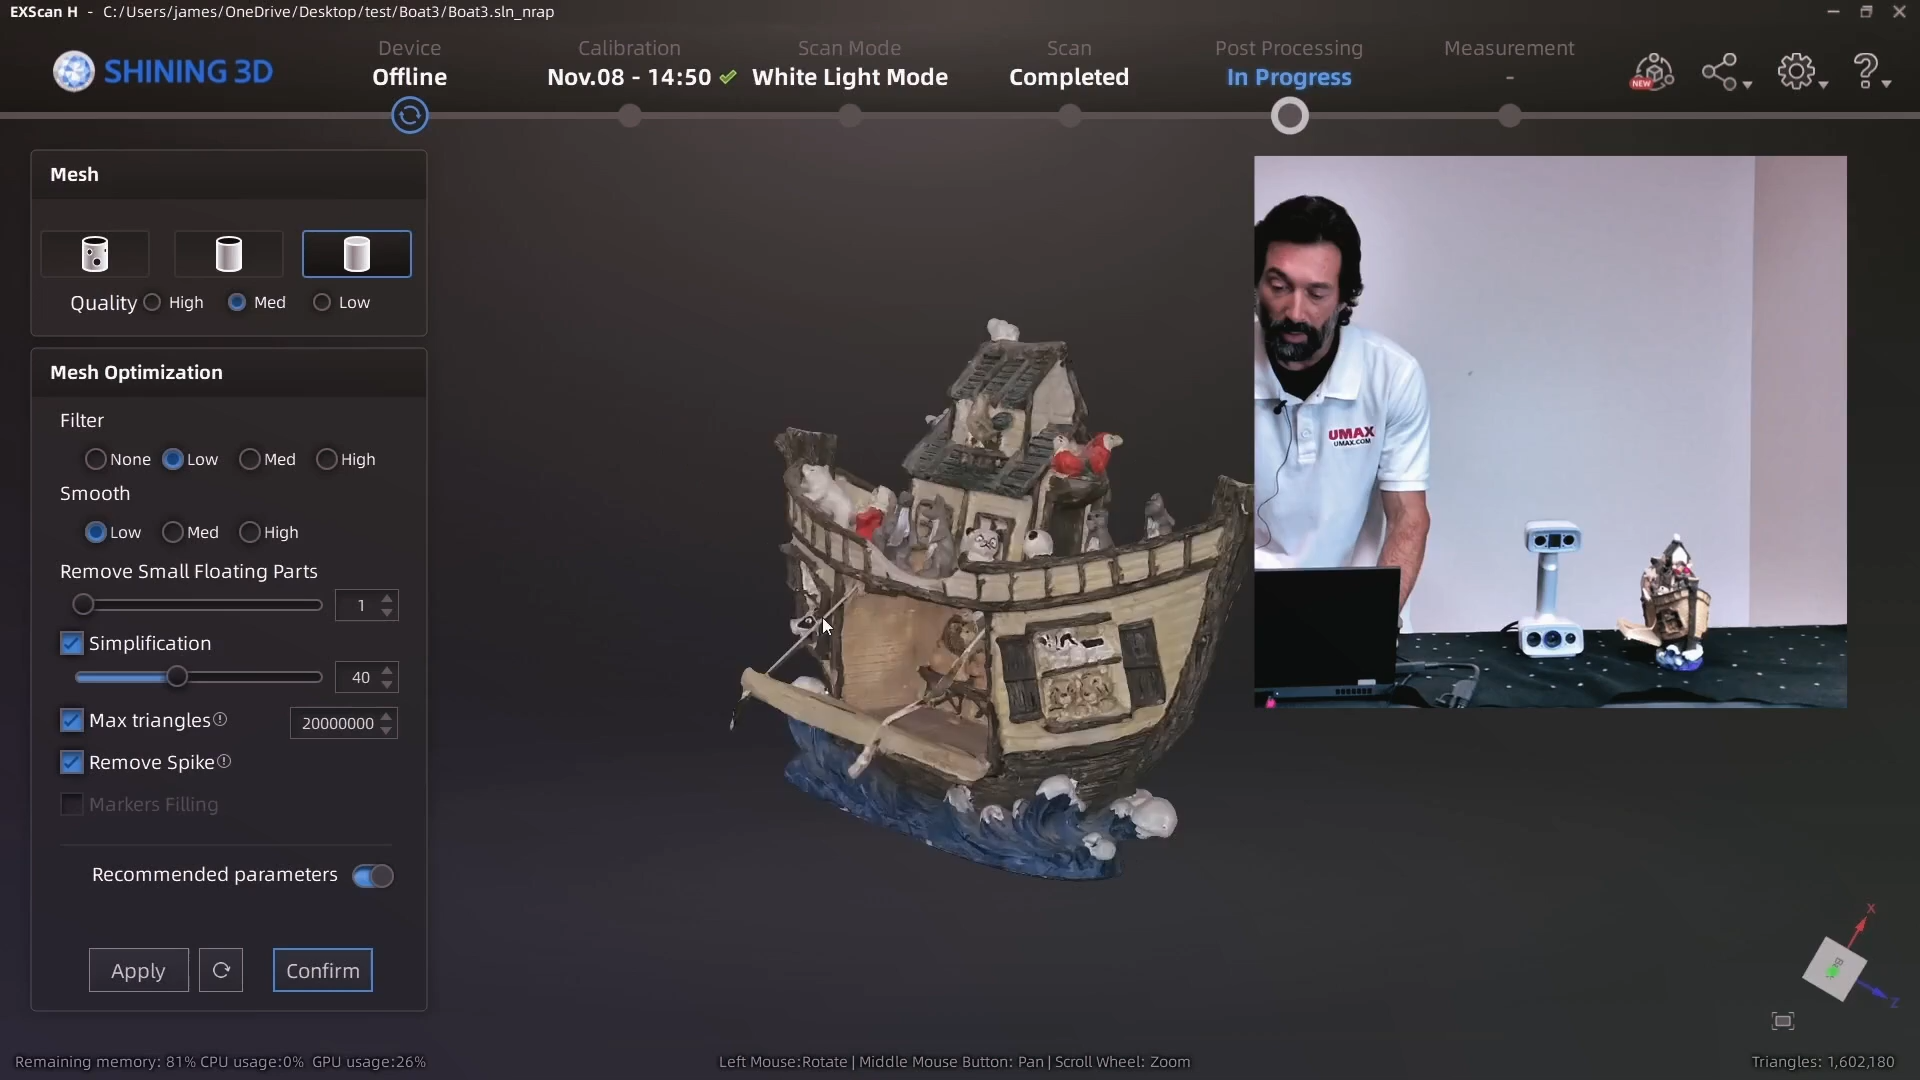 EXScan H - C:/Users/james/OneDrive/Desktop/test/Boat3/Boat3.sln_nrap
SHINING 3D
Device
Offline
Calibration
Nov.08 - 14:50
Scan Mode
White Light Mode
Scan
Completed
Post Processing
In Progress
Measurement
-
NEW
?
Mesh
Quality High Med Low
Mesh Optimization
Filter
None Low Med High
Smooth
Low Med High
Remove Small Floating Parts
1
Simplification
40
Max triangles 20000000
Remove Spike
Markers Filling
Recommended parameters
Apply
Confirm
UMAX
UMAX.COM
X
Z
Remaining memory: 81% CPU usage:0% GPU usage:26%
Left Mouse:Rotate | Middle Mouse Button: Pan | Scroll Wheel: Zoom
Triangles: 1,602,180